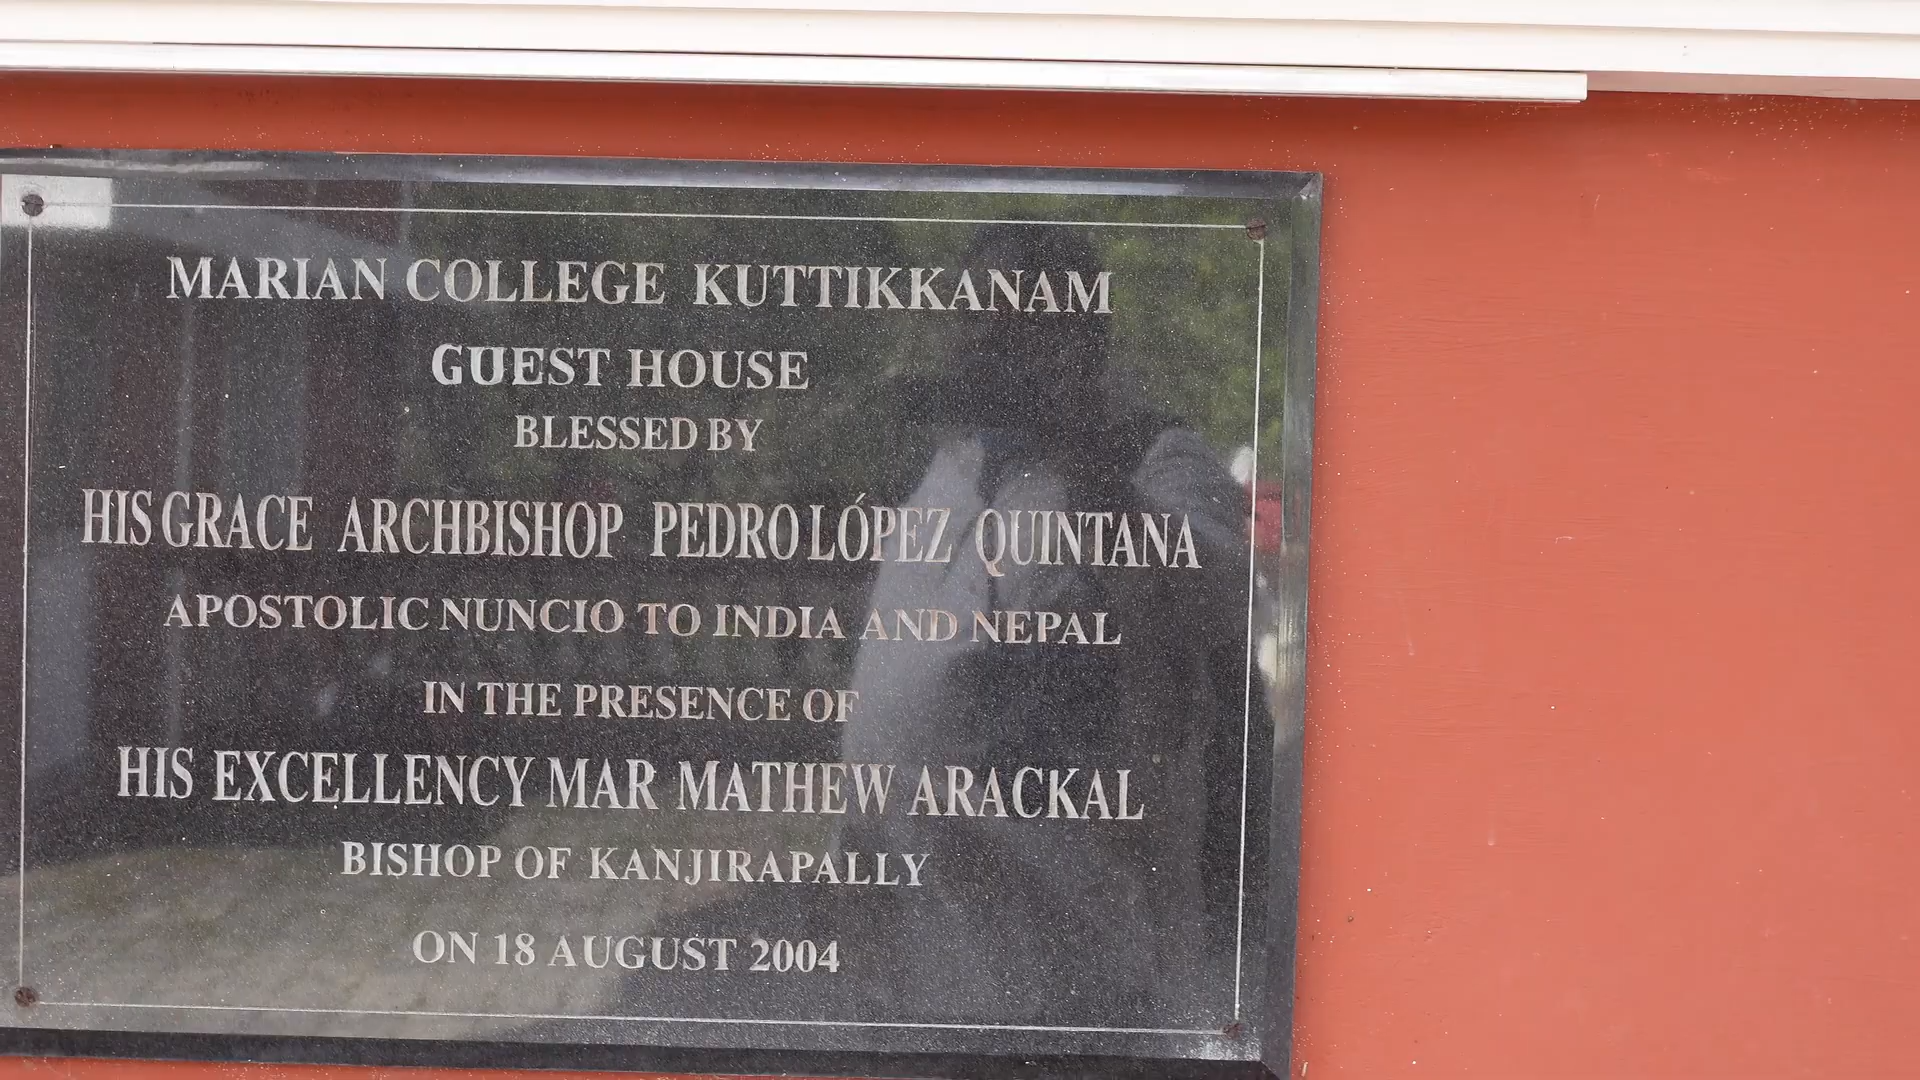 MARIAN COLLEGE KUTTIKKANAM
GUEST HOUSE
BLESSED BY
HIS GRACE ARCHBISHOP PEDRO LÓPEZ QUINTANA
APOSTOLIC NUNCIO TO INDIA AND NEPAL
IN THE PRESENCE OF
HIS EXCELLENCY MAR MATHEW ARACKAL
BISHOP OF KANJIRAPALLY
ON 18 AUGUST 2004